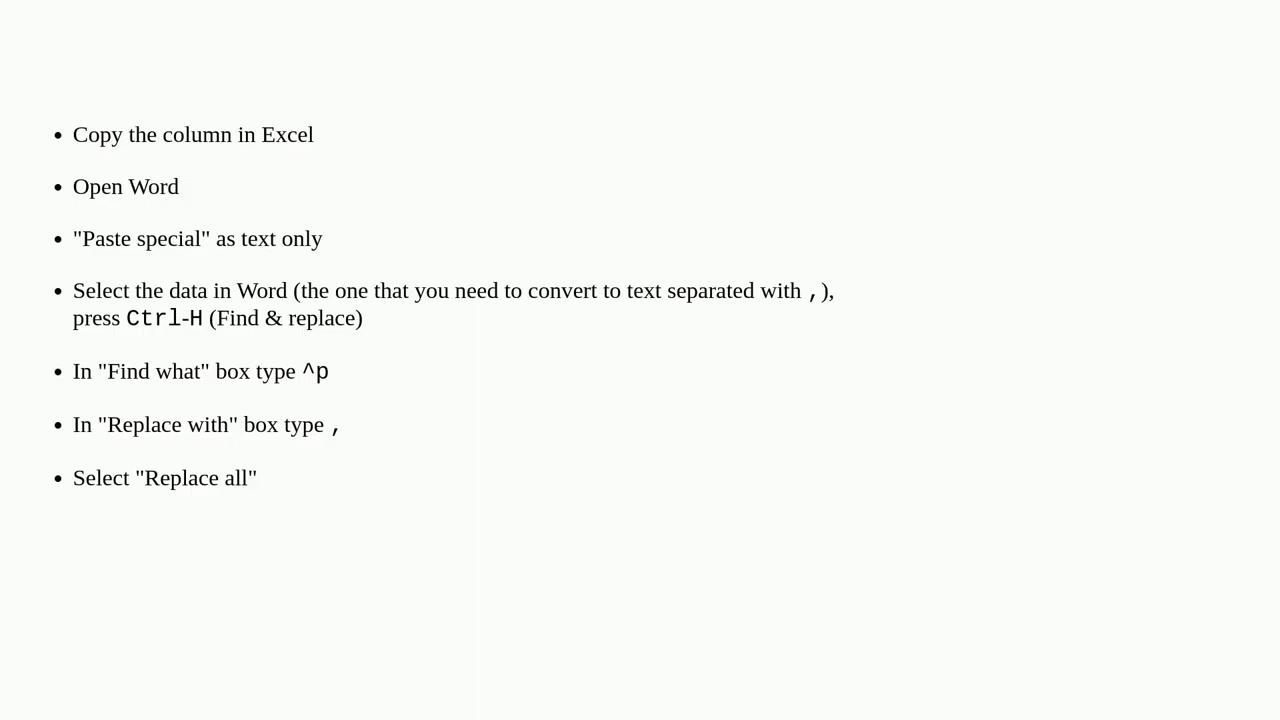 • Copy the column in Excel
• Open Word
• "Paste special" as text only
• Select the data in Word (the one that you need to convert to text separated with ,),
press Ctrl-H (Find & replace)
• In "Find what" box type ^p
• In "Replace with" box type ,
• Select "Replace all"